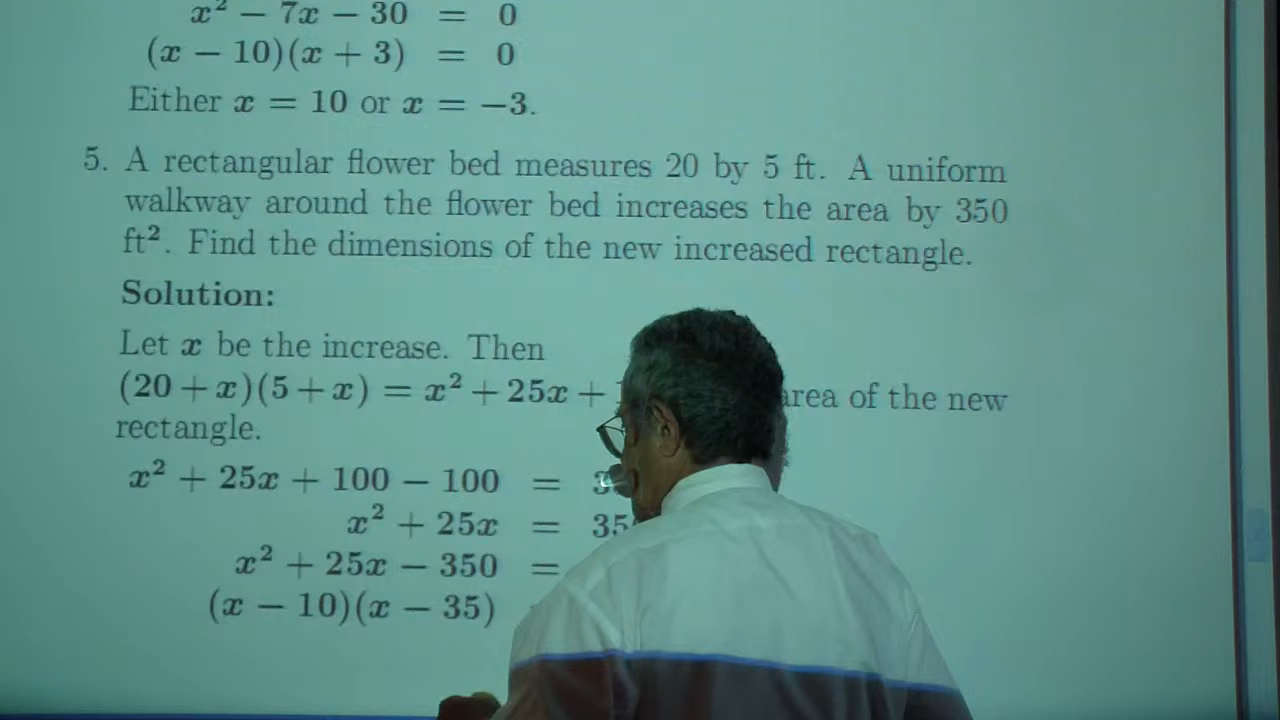 x² − 7x − 30 = 0
(x − 10)(x + 3) = 0
Either x = 10 or x = −3.
5. A rectangular flower bed measures 20 by 5 ft. A uniform
walkway around the flower bed increases the area by 350
ft². Find the dimensions of the new increased rectangle.
Solution:
Let x be the increase. Then
(20 + x)(5 + x) = x² + 25x + area of the new
rectangle.
x² + 25x + 100 − 100 = 3
x² + 25x = 35
x² + 25x − 350 =
(x − 10)(x − 35)